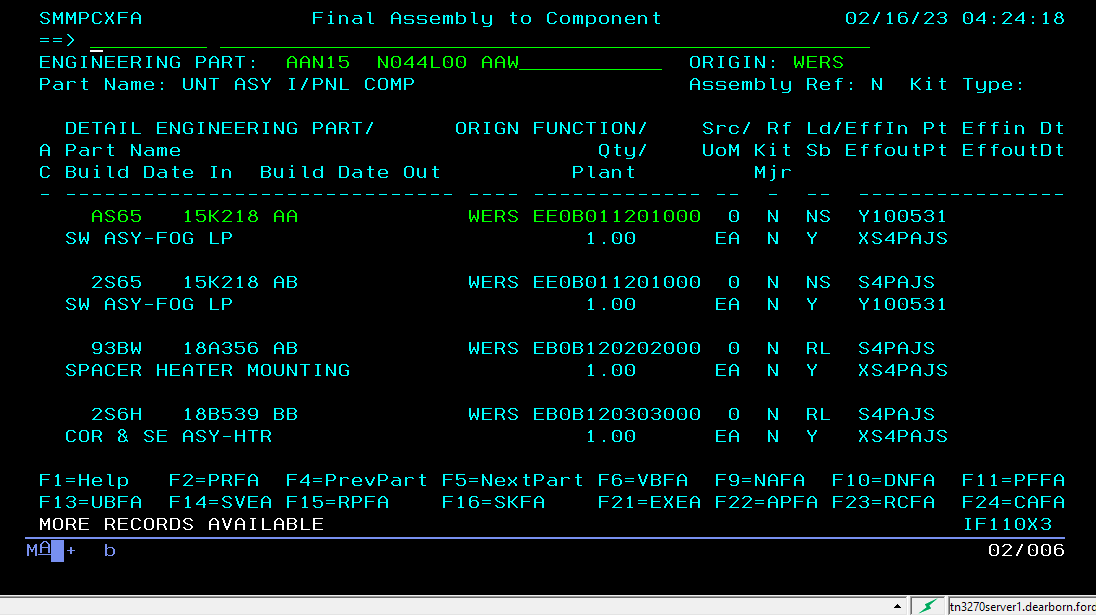 SMMPCXFA Final Assembly to Component 02/16/23 04:24:18
==> __________ ______________________________
ENGINEERING PART: AAN15 N044L00 AAW___________ ORIGIN: WERS
Part Name: UNT ASY I/PNL COMP Assembly Ref: N Kit Type:
DETAIL ENGINEERING PART/ ORIGN FUNCTION/ Src/ Rf Ld/EffIn Pt Effin Dt
A Part Name Qty/ UoM Kit Sb EffoutPt EffoutDt
C Build Date In Build Date Out Plant Mjr
- ------------------------------ ---- ------------- -- - -- ----------------
AS65 15K218 AA WERS EE0B011201000 0 N NS Y100531
SW ASY-FOG LP 1.00 EA N Y XS4PAJS
2S65 15K218 AB WERS EE0B011201000 0 N NS S4PAJS
SW ASY-FOG LP 1.00 EA N Y Y100531
93BW 18A356 AB WERS EB0B120202000 0 N RL S4PAJS
SPACER HEATER MOUNTING 1.00 EA N Y XS4PAJS
2S6H 18B539 BB WERS EB0B120303000 0 N RL S4PAJS
COR & SE ASY-HTR 1.00 EA N Y XS4PAJS
F1=Help F2=PRFA F4=PrevPart F5=NextPart F6=VBFA F9=NAFA F10=DNFA F11=PFFA
F13=UBFA F14=SVEA F15=RPFA F16=SKFA F21=EXEA F22=APFA F23=RCFA F24=CAFA
MORE RECORDS AVAILABLE IF110X3
MA + b 02/006
tn3270server1.dearborn.ford